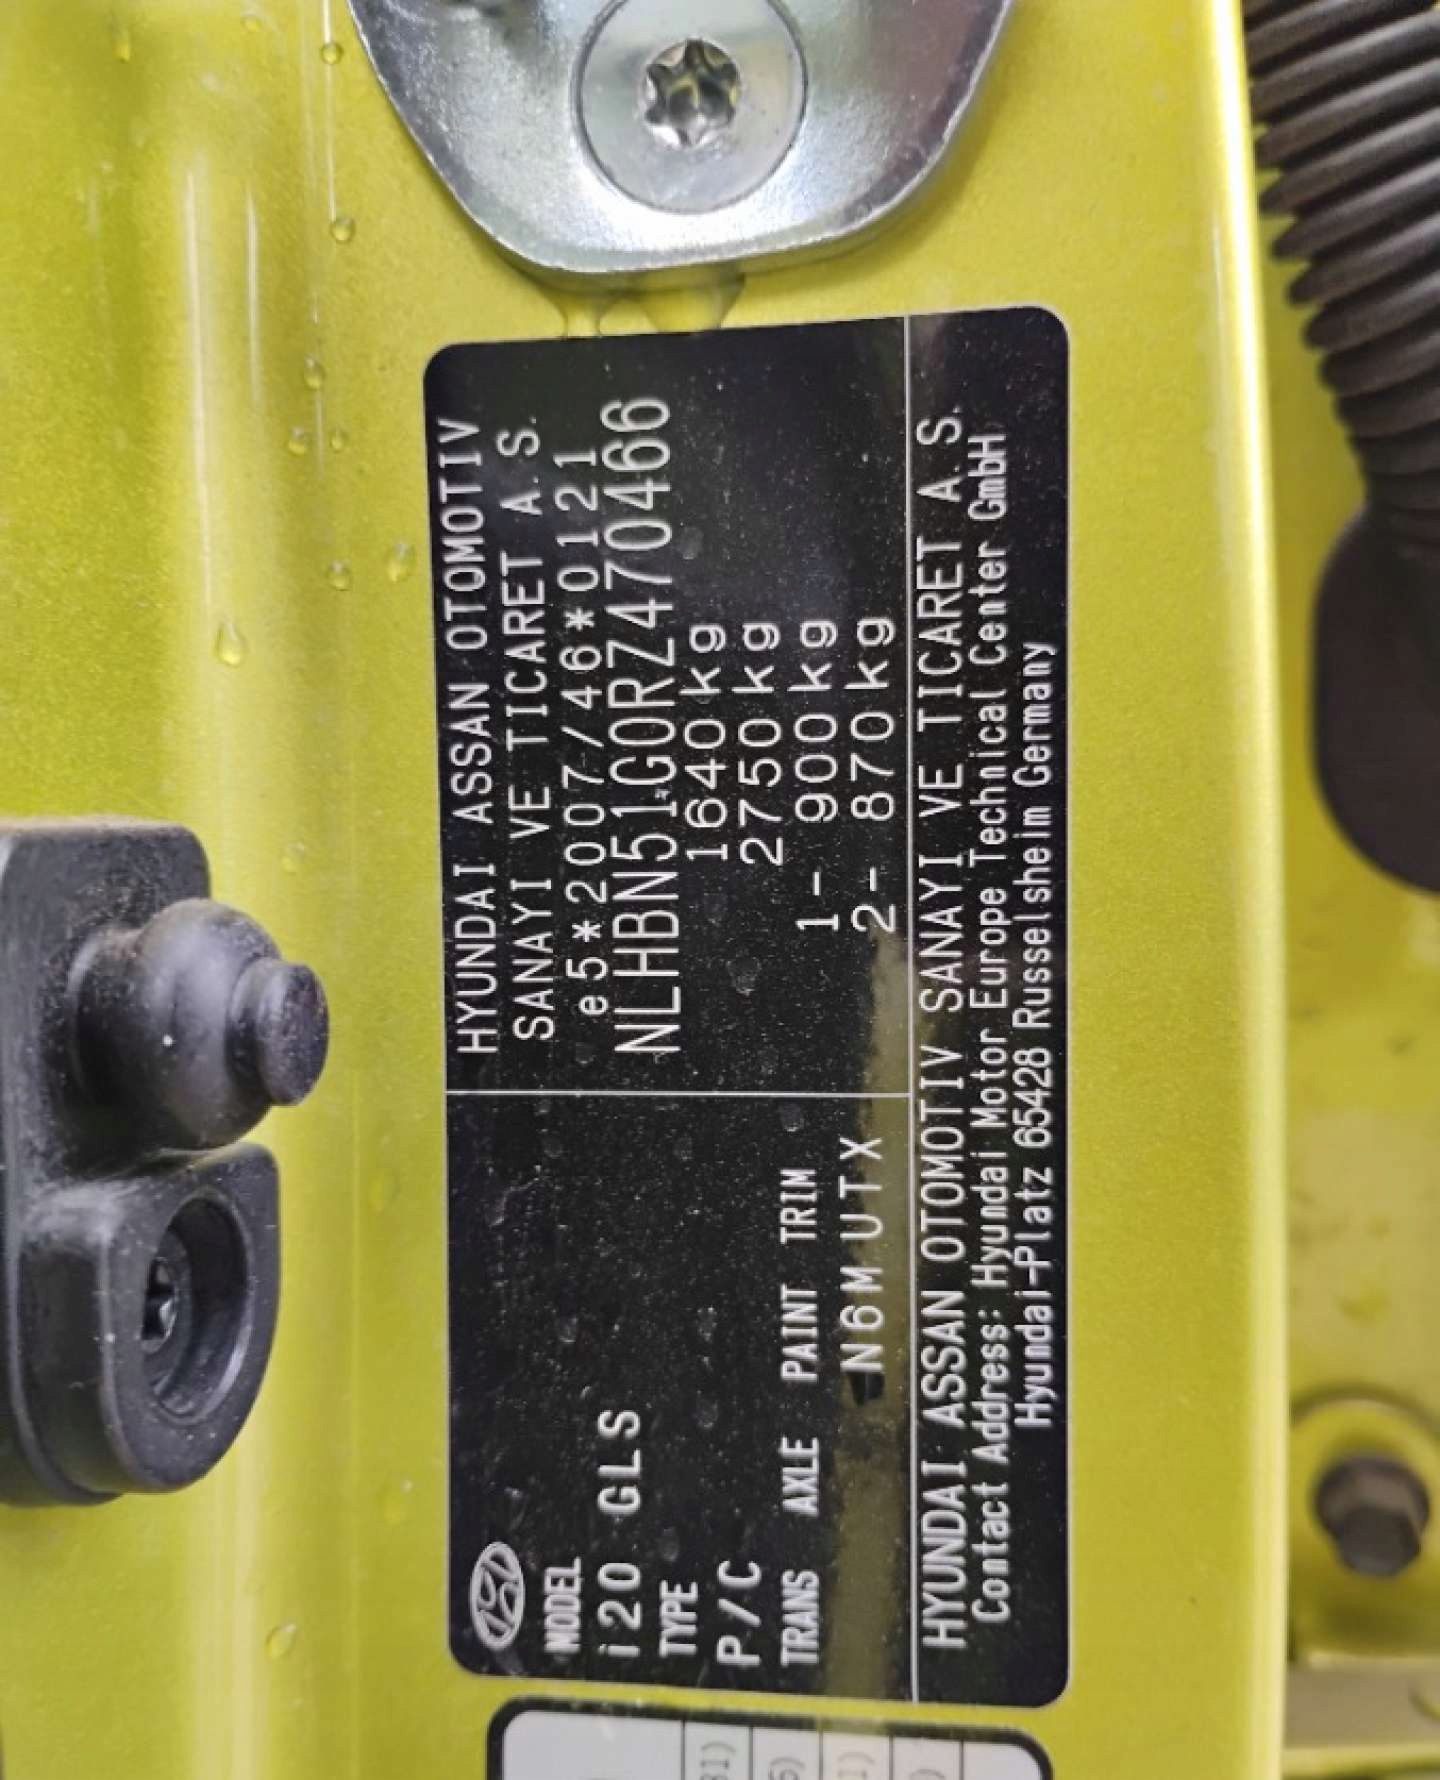 HYUNDAI ASSAN OTOMOTIV
SANAYI VE TICARET A.S.
e5*2007/46*0121
NLHBN51G0RZ470466
1640kg
2750kg
1- 900kg
2- 870kg
MODEL
i20 GLS
TYPE
P/C
TRANS AXLE PAINT TRIM
N6M UTX
HYUNDAI ASSAN OTOMOTIV SANAYI VE TICARET A.S.
Contact Address: Hyundai Motor Europe Technical Center GmbH
Hyundai-Platz 65428 Russelsheim Germany